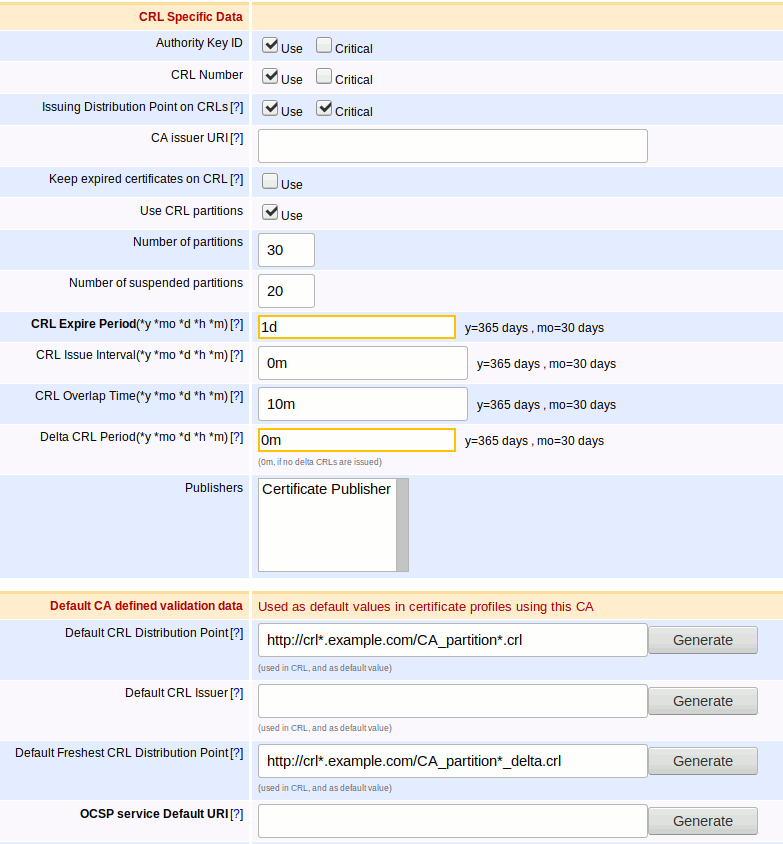 CRL Specific Data
Authority Key ID Use Critical
CRL Number Use Critical
Issuing Distribution Point on CRLs [?] Use Critical
CA issuer URI [?]
Keep expired certificates on CRL [?] Use
Use CRL partitions Use
Number of partitions 30
Number of suspended partitions 20
CRL Expire Period(*y *mo *d *h *m) [?] 1d y=365 days , mo=30 days
CRL Issue Interval(*y *mo *d *h *m) [?] 0m y=365 days , mo=30 days
CRL Overlap Time(*y *mo *d *h *m) [?] 10m y=365 days , mo=30 days
Delta CRL Period(*y *mo *d *h *m) [?] 0m y=365 days , mo=30 days
(0m, if no delta CRLs are issued)
Publishers Certificate Publisher
Default CA defined validation data Used as default values in certificate profiles using this CA
Default CRL Distribution Point [?] http://crl*.example.com/CA_partition*.crl Generate
(used in CRL, and as default value)
Default CRL Issuer [?] Generate
(used in CRL, and as default value)
Default Freshest CRL Distribution Point [?] http://crl*.example.com/CA_partition*_delta.crl Generate
(used in CRL, and as default value)
OCSP service Default URI [?] Generate